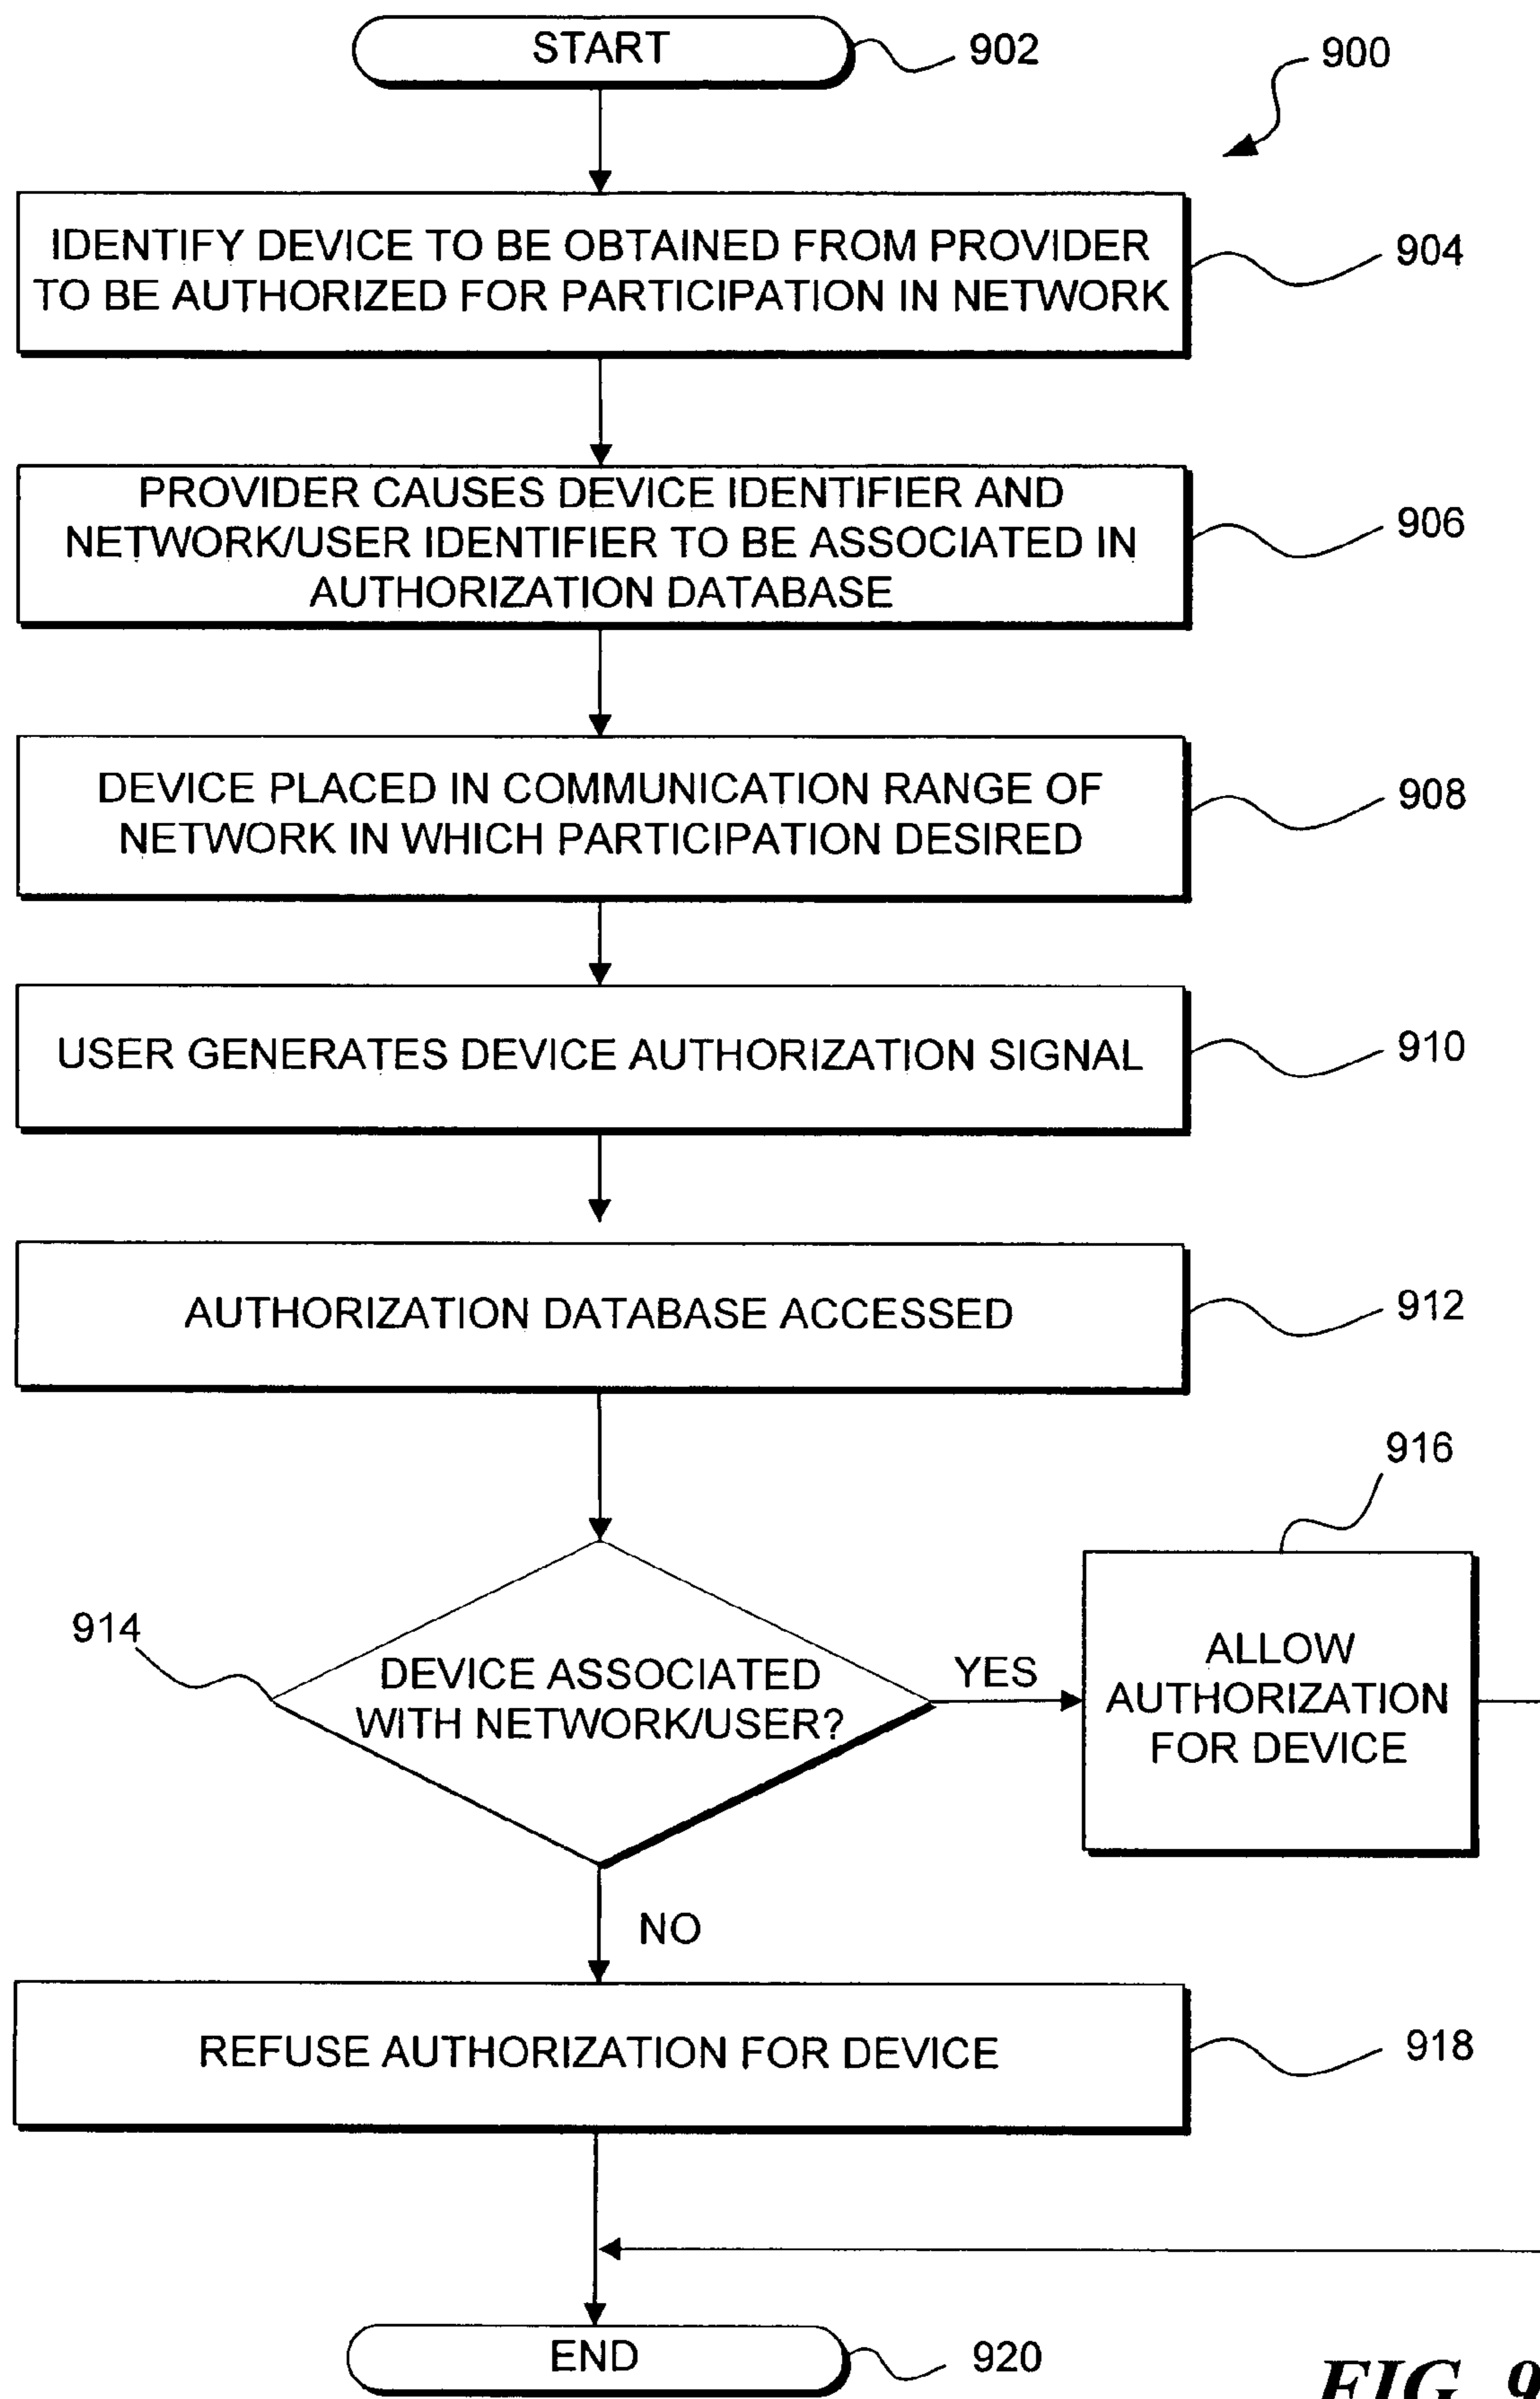 START
902
900
IDENTIFY DEVICE TO BE OBTAINED FROM PROVIDER
TO BE AUTHORIZED FOR PARTICIPATION IN NETWORK
904
PROVIDER CAUSES DEVICE IDENTIFIER AND
NETWORK/USER IDENTIFIER TO BE ASSOCIATED IN
AUTHORIZATION DATABASE
906
DEVICE PLACED IN COMMUNICATION RANGE OF
NETWORK IN WHICH PARTICIPATION DESIRED
908
USER GENERATES DEVICE AUTHORIZATION SIGNAL
910
AUTHORIZATION DATABASE ACCESSED
912
916
914
DEVICE ASSOCIATED
WITH NETWORK/USER?
YES
ALLOW
AUTHORIZATION
FOR DEVICE
NO
REFUSE AUTHORIZATION FOR DEVICE
918
END
920
FIG. 9